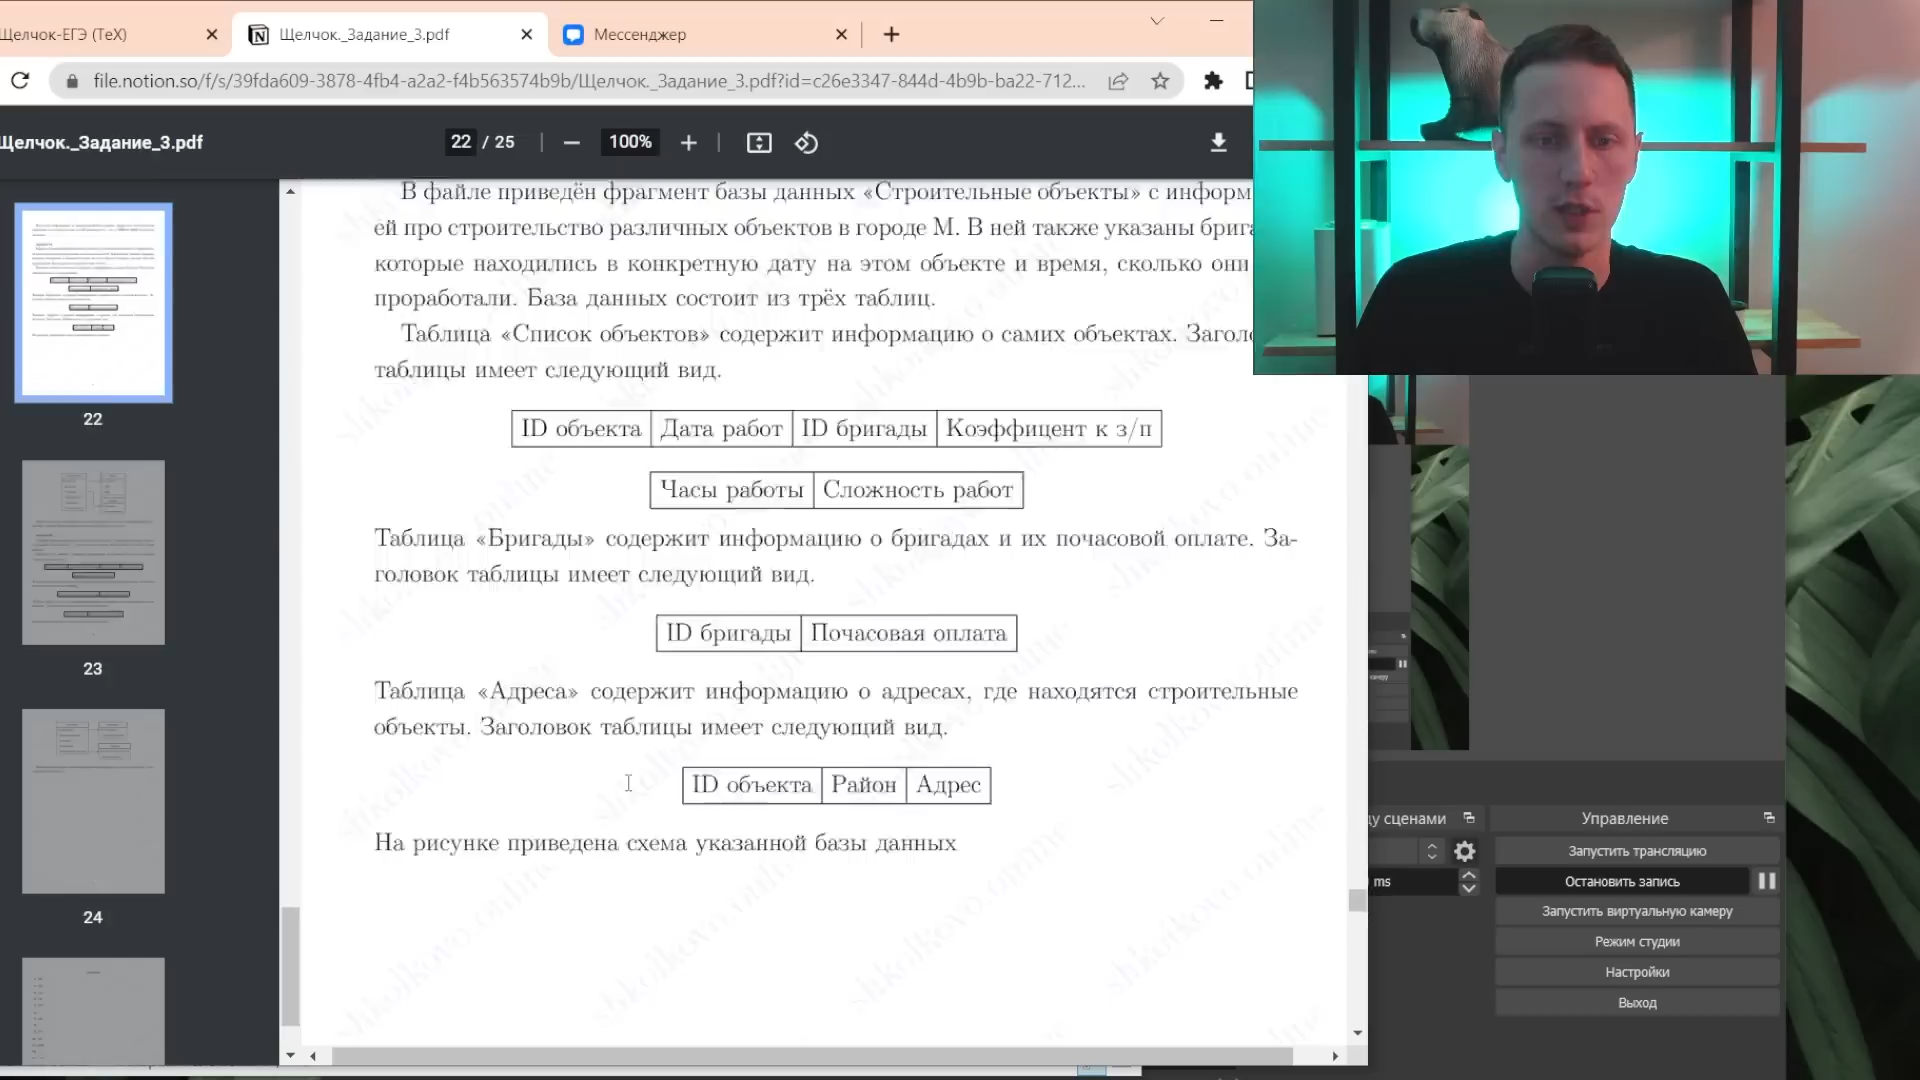 Щелчок-ЕГЭ (TeX)
Щелчок._Задание_3.pdf
Мессенджер
file.notion.so/f/s/39fda609-3878-4fb4-a2a2-f4b563574b9b/Щелчок._Задание_3.pdf?id=c26e3347-844d-4b9b-ba22-712...
Щелчок._Задание_3.pdf
22 / 25
100%
В файле приведён фрагмент базы данных «Строительные объекты» с информ
ей про строительство различных объектов в городе М. В ней также указаны брига
которые находились в конкретную дату на этом объекте и время, сколько они
проработали. База данных состоит из трёх таблиц.
Таблица «Список объектов» содержит информацию о самих объектах. Заголо
таблицы имеет следующий вид.
ID объекта Дата работ ID бригады Коэффицент к з/п
Часы работы Сложность работ
Таблица «Бригады» содержит информацию о бригадах и их почасовой оплате. За-
головок таблицы имеет следующий вид.
ID бригады Почасовая оплата
Таблица «Адреса» содержит информацию о адресах, где находятся строительные
объекты. Заголовок таблицы имеет следующий вид.
ID объекта Район Адрес
На рисунке приведена схема указанной базы данных
22
23
24
shkolkovo.online
ду сценами
ms
Управление
Запустить трансляцию
Остановить запись
Запустить виртуальную камеру
Режим студии
Настройки
Выход